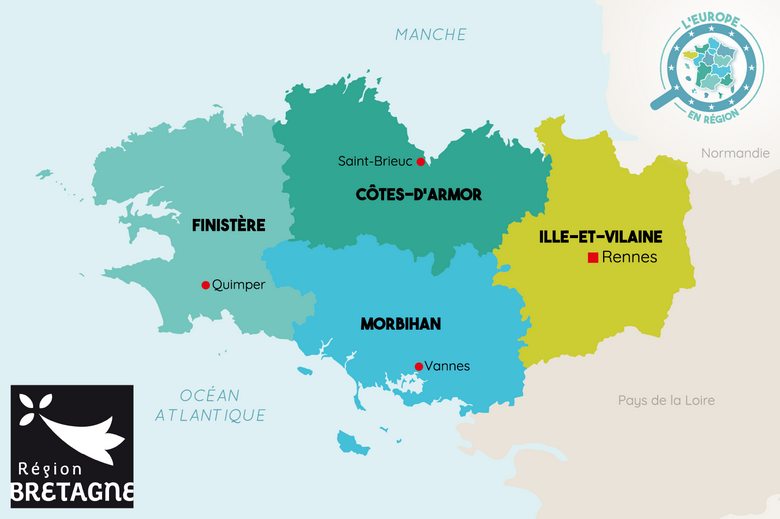 MANCHE
L'EUROPE
EN RÉGION
Normandie
Saint-Brieuc
CÔTES-D'ARMOR
FINISTÈRE
ILLE-ET-VILAINE
Rennes
Quimper
MORBIHAN
Vannes
OCÉAN
ATLANTIQUE
Pays de la Loire
Région
BRETAGNE